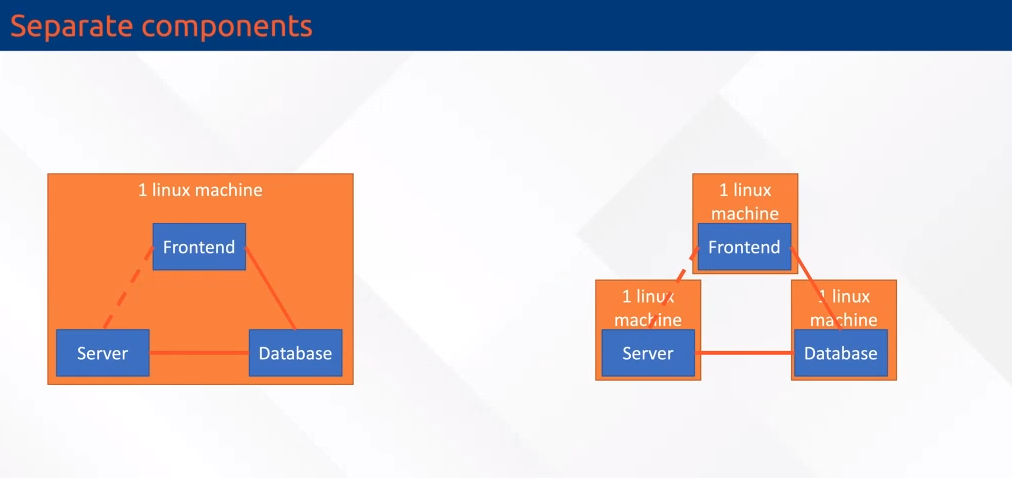 Separate components
1 linux machine
Frontend
Server
Database
1 linux
machine
Frontend
1 linux
machine
Server
1 linux
machine
Database